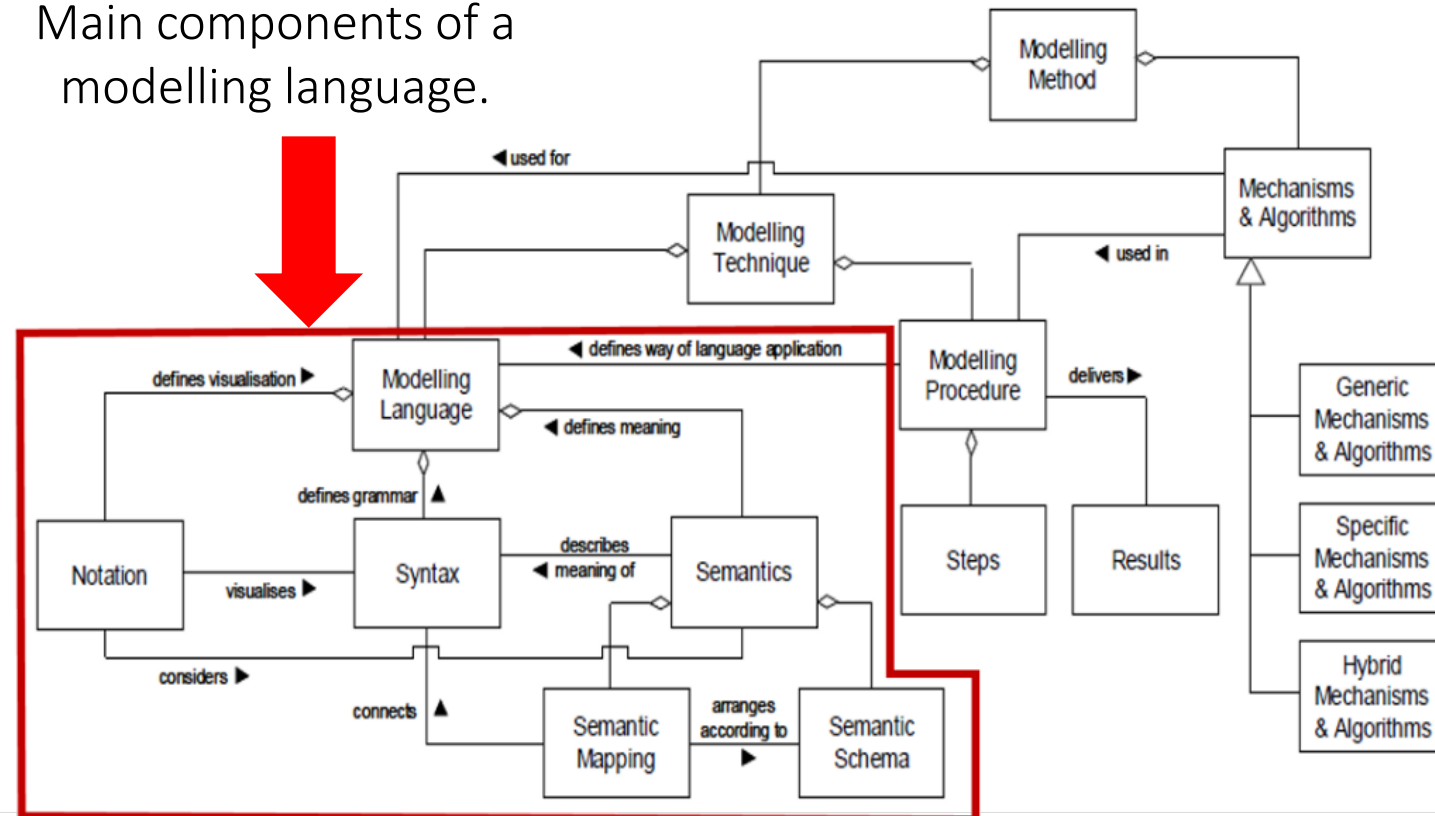 Main components of a
modelling language.
Modelling
Method
◄ used for
Mechanisms
& Algorithms
Modelling
Technique
◄ used in
◄ defines way of language application
defines visualisation ►
Modelling
Language
Modelling
Procedure
delivers ►
Generic
Mechanisms
& Algorithms
◄ defines meaning
defines grammar ▲
Notation
visualises ►
Syntax
describes
◄ meaning of
Semantics
Steps
Results
Specific
Mechanisms
& Algorithms
considers ►
connects ▲
Semantic
Mapping
arranges
according to
►
Semantic
Schema
Hybrid
Mechanisms
& Algorithms